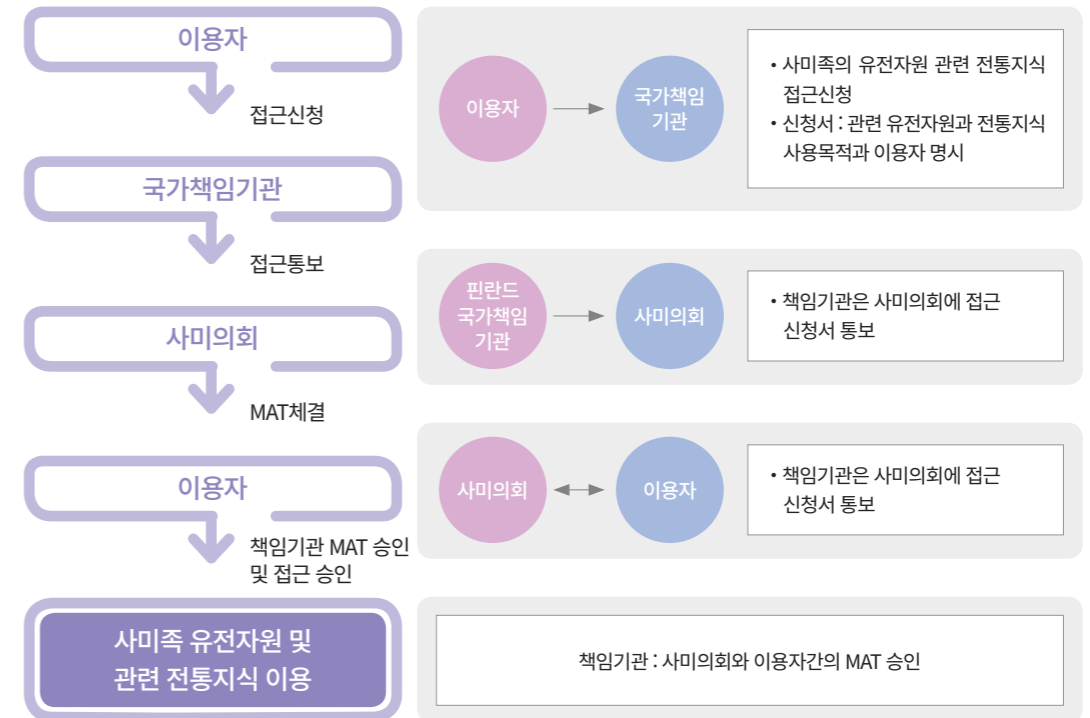 이용자
접근신청
국가책임기관
접근통보
사미의회
MAT체결
이용자
책임기관 MAT 승인
및 접근 승인
사미족 유전자원 및
관련 전통지식 이용
이용자
국가책임
기관
• 사미족의 유전자원 관련 전통지식
접근신청
• 신청서 : 관련 유전자원과 전통지식
사용목적과 이용자 명시
핀란드
국가책임
기관
사미의회
• 책임기관은 사미의회에 접근
신청서 통보
사미의회
이용자
• 책임기관은 사미의회에 접근
신청서 통보
책임기관 : 사미의회와 이용자간의 MAT 승인